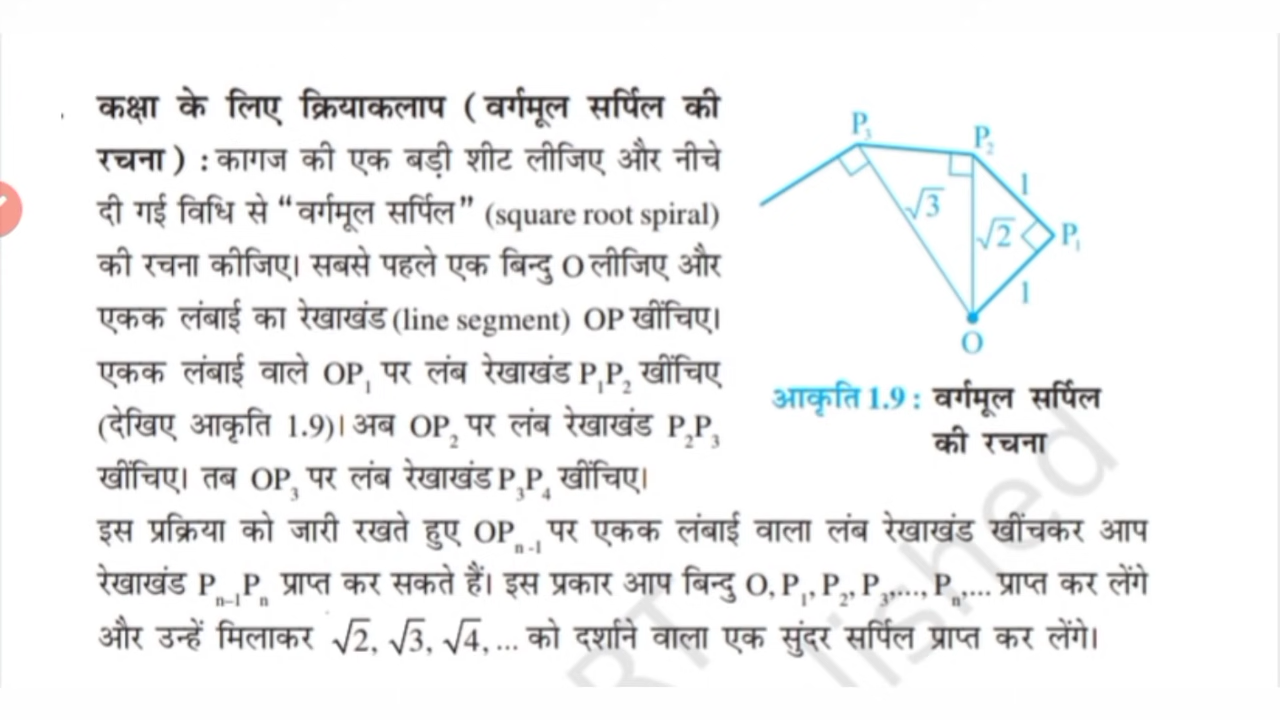 कक्षा के लिए क्रियाकलाप ( वर्गमूल सर्पिल की
रचना ) : कागज की एक बड़ी शीट लीजिए और नीचे
दी गई विधि से “वर्गमूल सर्पिल” (square root spiral)
की रचना कीजिए। सबसे पहले एक बिन्दु O लीजिए और
एकक लंबाई का रेखाखंड (line segment) OP खींचिए।
एकक लंबाई वाले OP₁ पर लंब रेखाखंड P₁P₂ खींचिए
(देखिए आकृति 1.9)। अब OP₂ पर लंब रेखाखंड P₂P₃
खींचिए। तब OP₃ पर लंब रेखाखंड P₃P₄ खींचिए।
इस प्रक्रिया को जारी रखते हुए OPₙ₋₁ पर एकक लंबाई वाला लंब रेखाखंड खींचकर आप
रेखाखंड Pₙ₋₁Pₙ प्राप्त कर सकते हैं। इस प्रकार आप बिन्दु O, P₁, P₂, P₃,...., Pₙ,... प्राप्त कर लेंगे
और उन्हें मिलाकर √2, √3, √4, ... को दर्शाने वाला एक सुंदर सर्पिल प्राप्त कर लेंगे।
P₃
P₂
1
√3
√2
P₁
1
O
आकृति 1.9 : वर्गमूल सर्पिल
की रचना